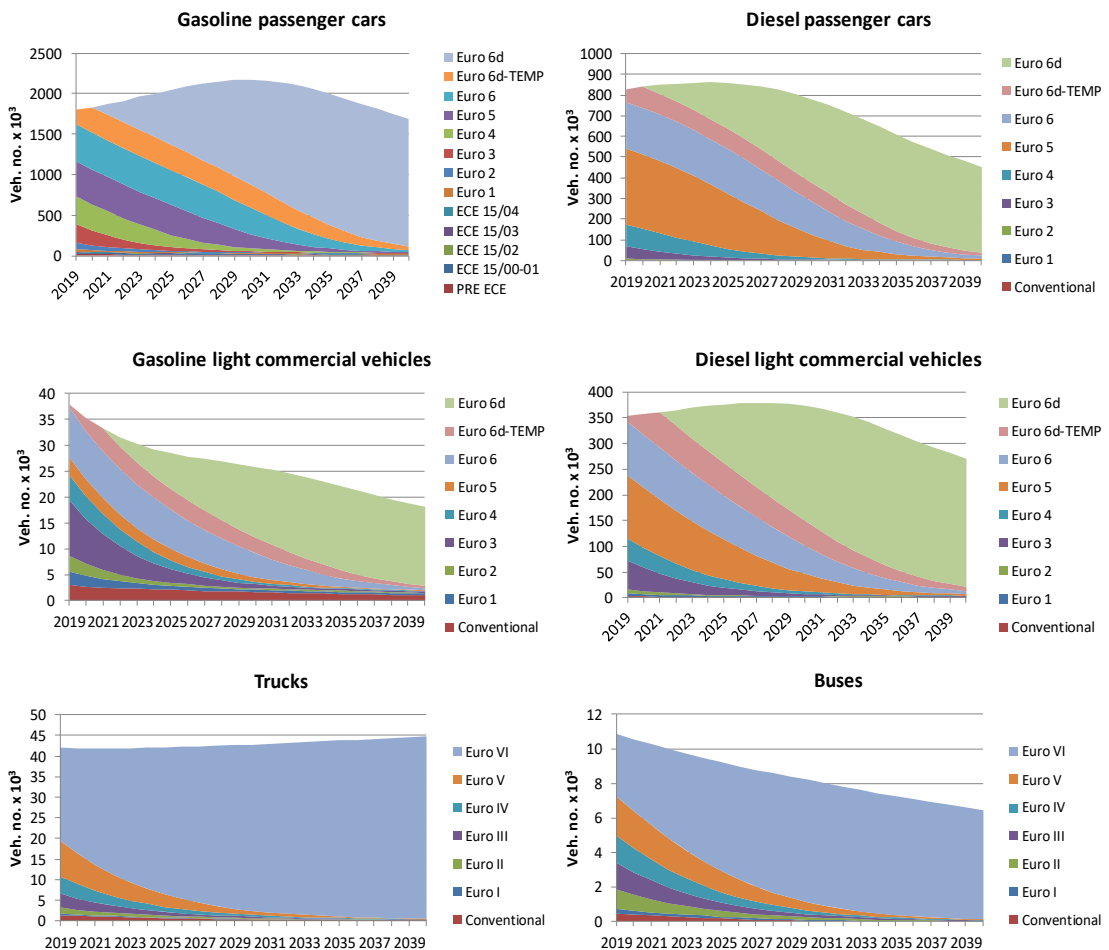 Gasoline passenger cars
Veh. no. x 10³
2500
2000
1500
1000
500
0
2019 2021 2023 2025 2027 2029 2031 2033 2035 2037 2039
Euro 6d
Euro 6d-TEMP
Euro 6
Euro 5
Euro 4
Euro 3
Euro 2
Euro 1
ECE 15/04
ECE 15/03
ECE 15/02
ECE 15/00-01
PRE ECE
Diesel passenger cars
Veh. no. x 10³
1000
900
800
700
600
500
400
300
200
100
0
2019 2021 2023 2025 2027 2029 2031 2033 2035 2037 2039
Euro 6d
Euro 6d-TEMP
Euro 6
Euro 5
Euro 4
Euro 3
Euro 2
Euro 1
Conventional
Gasoline light commercial vehicles
Veh. no. x 10³
40
35
30
25
20
15
10
5
0
2019 2021 2023 2025 2027 2029 2031 2033 2035 2037 2039
Euro 6d
Euro 6d-TEMP
Euro 6
Euro 5
Euro 4
Euro 3
Euro 2
Euro 1
Conventional
Diesel light commercial vehicles
Veh. no. x 10³
400
350
300
250
200
150
100
50
0
2019 2021 2023 2025 2027 2029 2031 2033 2035 2037 2039
Euro 6d
Euro 6d-TEMP
Euro 6
Euro 5
Euro 4
Euro 3
Euro 2
Euro 1
Conventional
Trucks
Veh. no. x 10³
50
45
40
35
30
25
20
15
10
5
0
2019 2021 2023 2025 2027 2029 2031 2033 2035 2037 2039
Euro VI
Euro V
Euro IV
Euro III
Euro II
Euro I
Conventional
Buses
Veh. no. x 10³
12
10
8
6
4
2
0
2019 2021 2023 2025 2027 2029 2031 2033 2035 2037 2039
Euro VI
Euro V
Euro IV
Euro III
Euro II
Euro I
Conventional